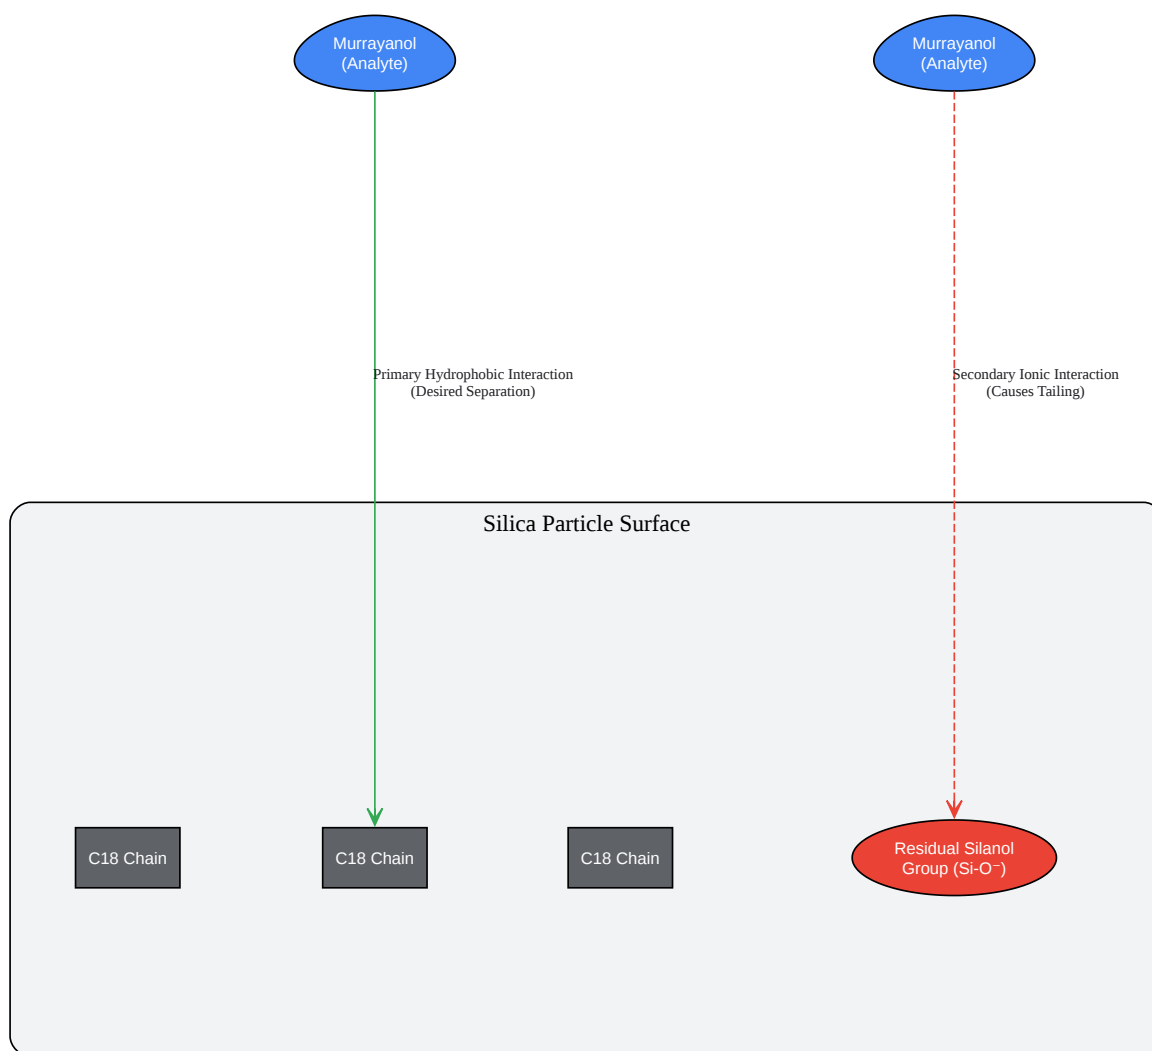 Murrayanol
(Analyte)
Murrayanol
(Analyte)
Primary Hydrophobic Interaction
(Desired Separation)
Secondary Ionic Interaction
(Causes Tailing)
Silica Particle Surface
C18 Chain
C18 Chain
C18 Chain
Residual Silanol
Group (Si-O⁻)